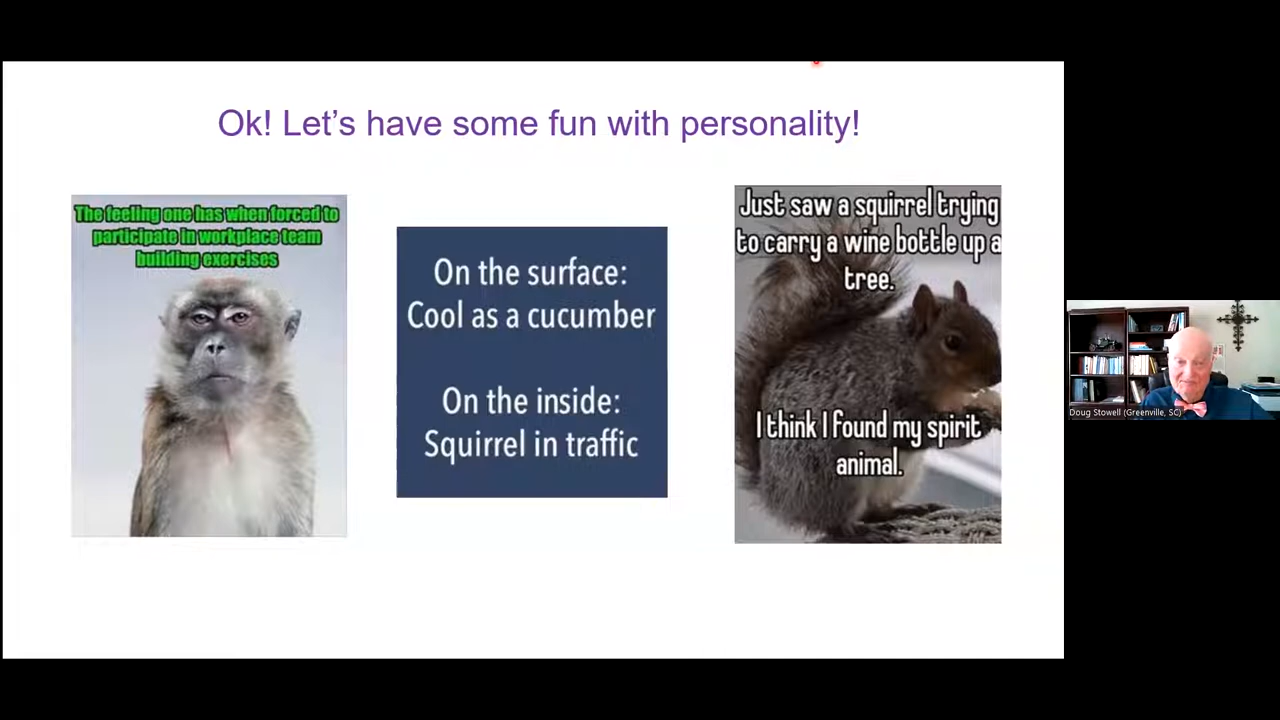 Ok! Let's have some fun with personality!
The feeling one has when forced to
participate in workplace team
building exercises
On the surface:
Cool as a cucumber
On the inside:
Squirrel in traffic
Just saw a squirrel trying
to carry a wine bottle up a
tree.
I think I found my spirit
animal.
Doug Stowell (Greenville, SC)